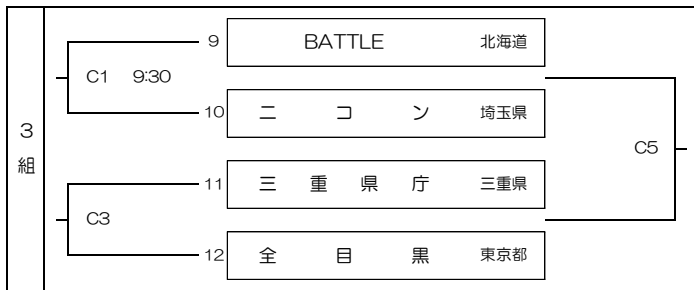 3組
9 BATTLE 北海道
C1 9:30
10 ニコン 埼玉県
C5
11 三重県庁 三重県
C3
12 全目黒 東京都